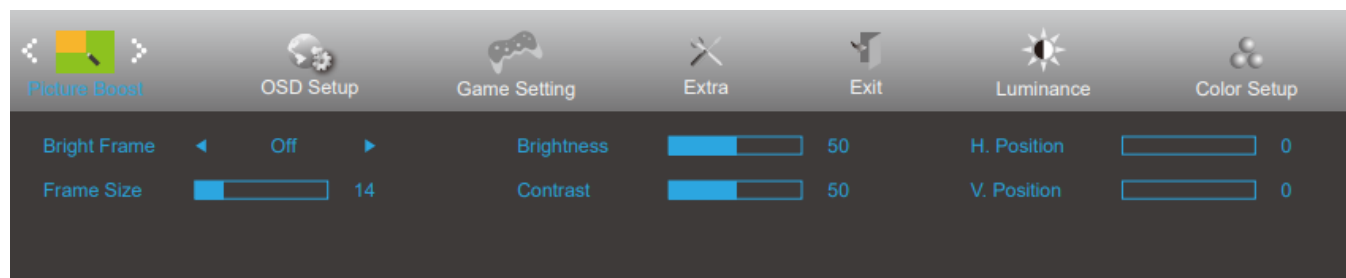 Picture Boost OSD Setup Game Setting Extra Exit Luminance Color Setup
Bright Frame Off Brightness 50 H. Position 0
Frame Size 14 Contrast 50 V. Position 0